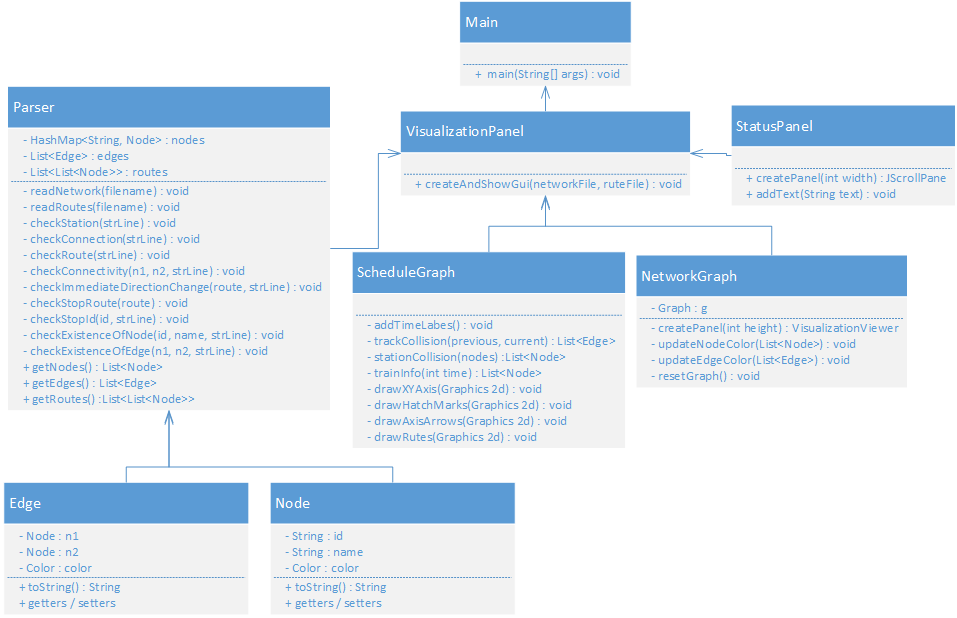 Main
+ main(String[] args) : void
Parser
- HashMap<String, Node> : nodes
- List<Edge> : edges
- List<List<Node>> : routes
- readNetwork(filename) : void
- readRoutes(filename) : void
- checkStation(strLine) : void
- checkConnection(strLine) : void
- checkRoute(strLine) : void
- checkConnectivity(n1, n2, strLine) : void
- checkImmediateDirectionChange(route, strLine) : void
- checkStopRoute(route) : void
- checkStopId(id, strLine) : void
- checkExistenceOfNode(id, name, strLine) : void
- checkExistenceOfEdge(n1, n2, strLine) : void
+ getNodes() : List<Node>
+ getEdges() : List<Edge>
+ getRoutes() :List<List<Node>>
VisualizationPanel
+ createAndShowGui(networkFile, ruteFile) : void
StatusPanel
+ createPanel(int width) : JScrollPane
+ addText(String text) : void
ScheduleGraph
- addTimeLabes() : void
- trackCollision(previous, current) : List<Edge>
- stationCollision(nodes) :List<Node>
- trainInfo(int time) : List<Node>
- drawXYAxis(Graphics 2d) : void
- drawHatchMarks(Graphics 2d) : void
- drawAxisArrows(Graphics 2d) : void
- drawRutes(Graphics 2d) : void
NetworkGraph
- Graph : g
- createPanel(int height) : VisualizationViewer
- updateNodeColor(List<Node>) : void
- updateEdgeColor(List<Edge>) : void
- resetGraph() : void
Edge
- Node : n1
- Node : n2
- Color : color
+ toString() : String
+ getters / setters
Node
- String : id
- String : name
- Color : color
+ toString() : String
+ getters / setters